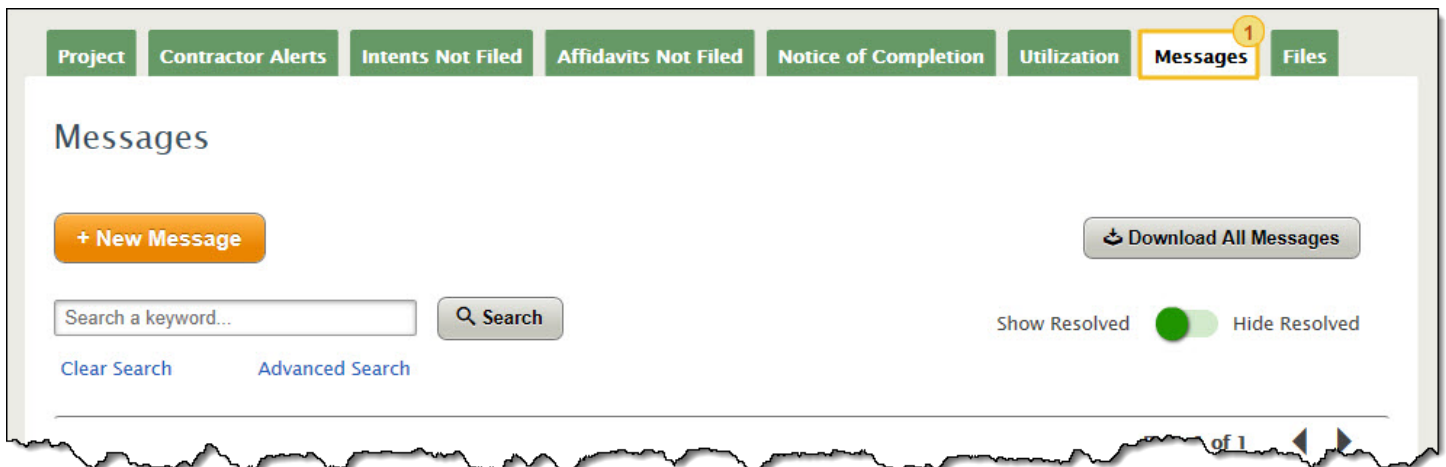 1
Project Contractor Alerts Intents Not Filed Affidavits Not Filed Notice of Completion Utilization Messages Files
Messages
+ New Message Download All Messages
Search a keyword... Search Show Resolved Hide Resolved
Clear Search Advanced Search
of 1